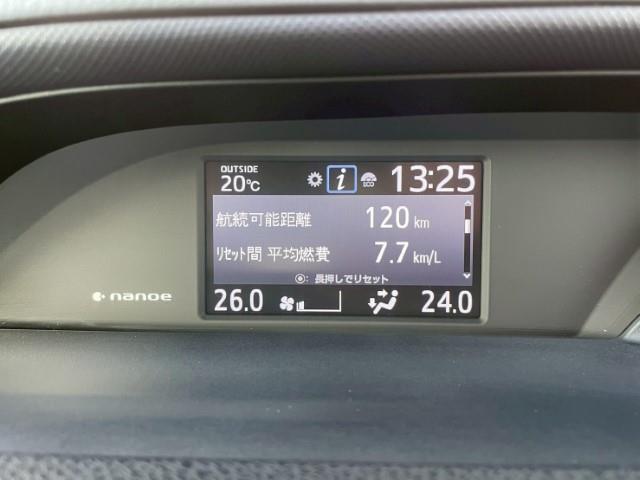 OUTSIDE
20℃ i ECO 13:25
航続可能距離 120 km
ﾘｾｯﾄ間 平均燃費 7.7 km/L
◉: 長押しでリセット
26.0 24.0
nanoe